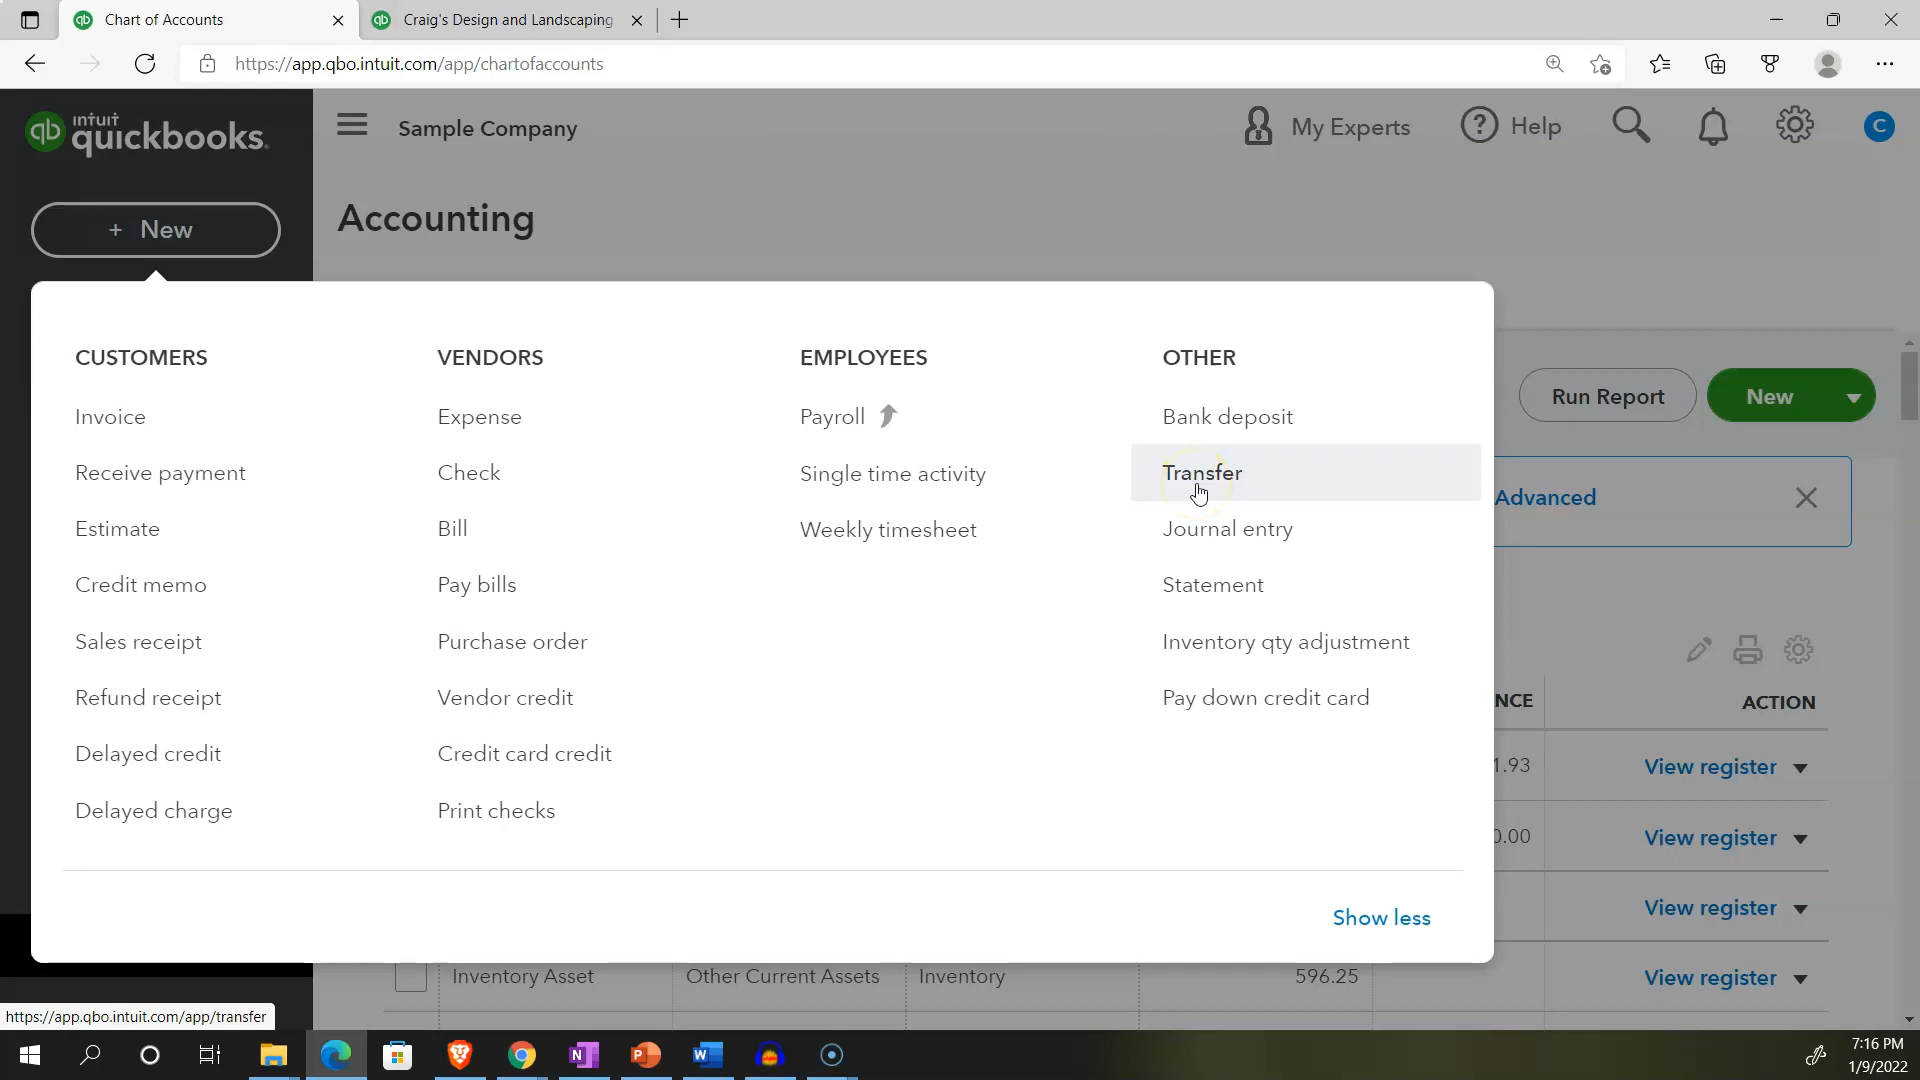 Chart of Accounts
Craig's Design and Landscaping
https://app.qbo.intuit.com/app/chartofaccounts
intuit
quickbooks.
Sample Company
My Experts
Help
C
+ New
Accounting
CUSTOMERS
Invoice
Receive payment
Estimate
Credit memo
Sales receipt
Refund receipt
Delayed credit
Delayed charge
VENDORS
Expense
Check
Bill
Pay bills
Purchase order
Vendor credit
Credit card credit
Print checks
EMPLOYEES
Payroll
Single time activity
Weekly timesheet
OTHER
Bank deposit
Transfer
Journal entry
Statement
Inventory qty adjustment
Pay down credit card
Show less
Run Report
New
Advanced
NCE
ACTION
1.93
View register
0.00
View register
View register
Inventory Asset
Other Current Assets
Inventory
596.25
View register
https://app.qbo.intuit.com/app/transfer
7:16 PM
1/9/2022